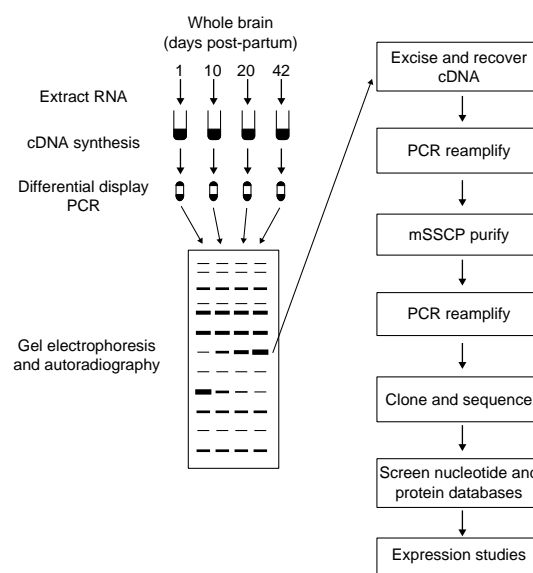 Whole brain
(days post-partum)
1 10 20 42
Extract RNA
cDNA synthesis
Differential display
PCR
Gel electrophoresis
and autoradiography
Excise and recover
cDNA
PCR reamplify
mSSCP purify
PCR reamplify
Clone and sequence
Screen nucleotide and
protein databases
Expression studies